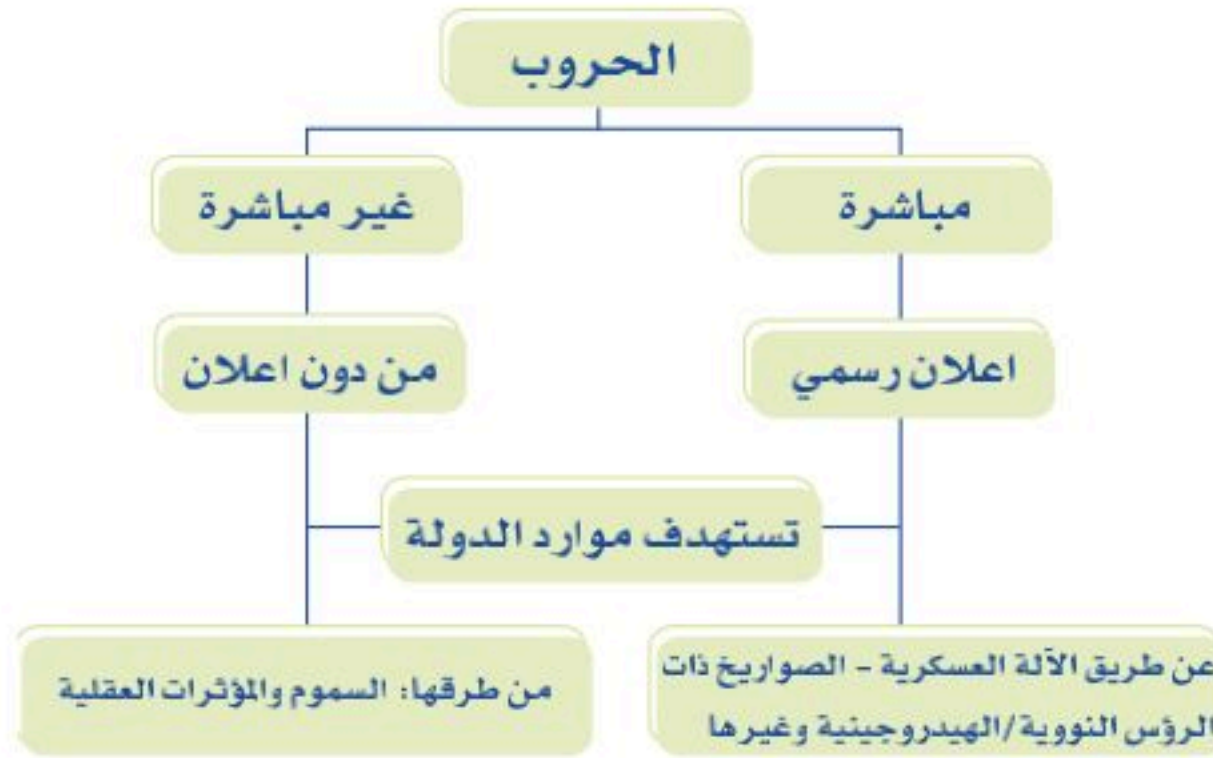 الحروب
مباشرة
غير مباشرة
اعلان رسمي
من دون اعلان
تستهدف موارد الدولة
عن طريق الآلة العسكرية - الصواريخ ذات
الرؤس النووية/الهيدروجينية وغيرها
من طرقها: السموم والمؤثرات العقلية